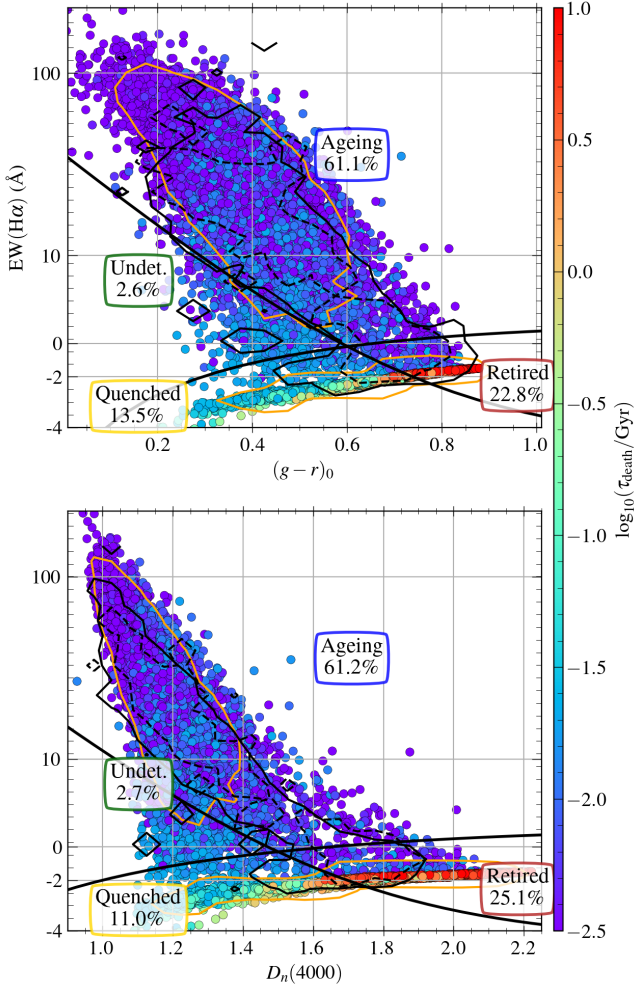 EW(Hα) (Å)
100
10
0
-2
-4
Ageing
61.1%
Undet.
2.6%
Quenched
13.5%
Retired
22.8%
0.2 0.4 0.6 0.8 1.0
(g − r)₀
100
10
0
-2
-4
Ageing
61.2%
Undet.
2.7%
Quenched
11.0%
Retired
25.1%
1.0 1.2 1.4 1.6 1.8 2.0 2.2
Dₙ(4000)
1.0
0.5
0.0
−0.5
−1.0
−1.5
−2.0
−2.5
log₁₀(τ_death/Gyr)